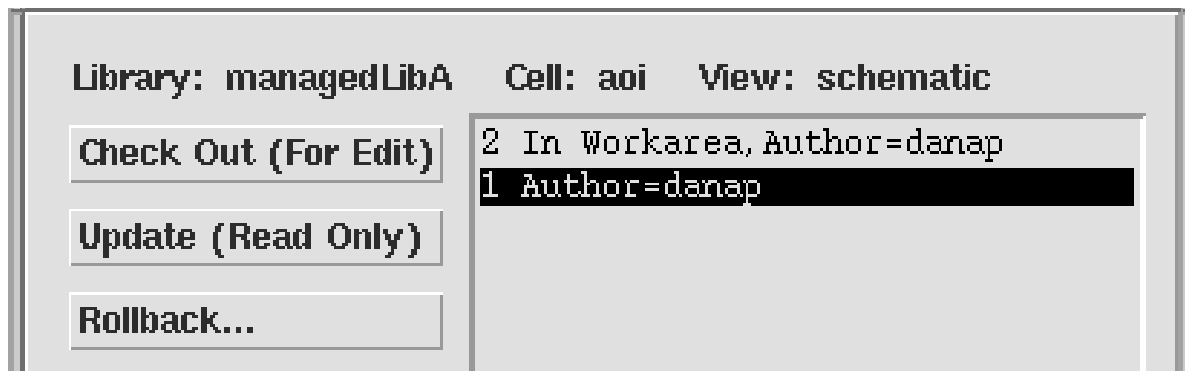 Library: managedLibA Cell: aoi View: schematic
Check Out (For Edit)
Update (Read Only)
Rollback...
2 In Workarea, Author=danap
1 Author=danap